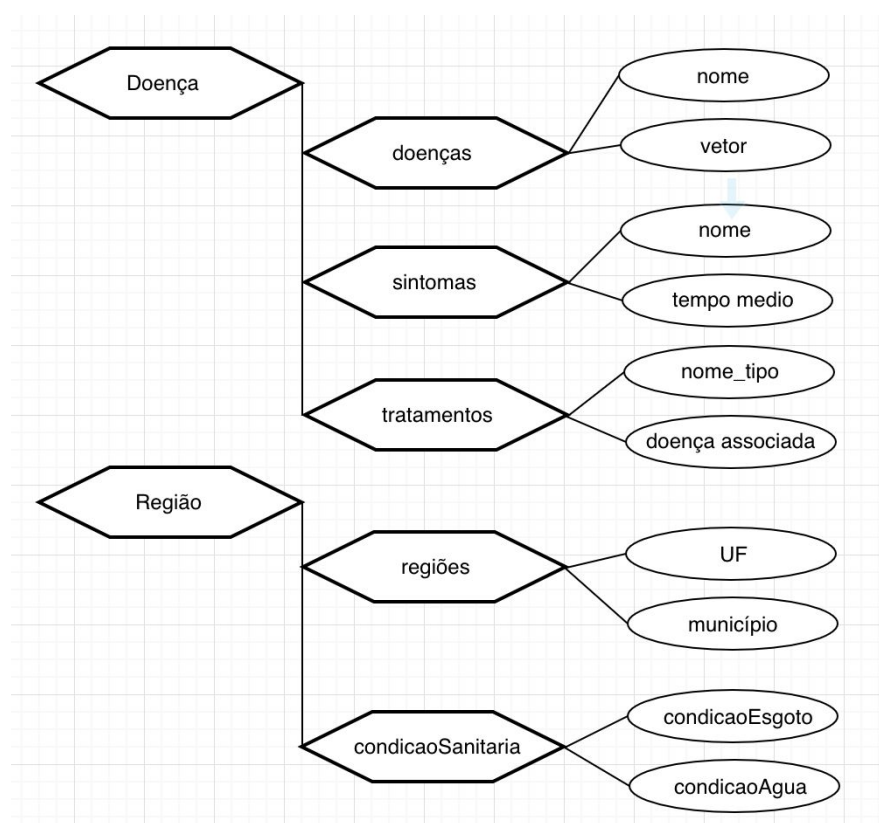 Doença
doenças
nome
vetor
sintomas
nome
tempo medio
tratamentos
nome_tipo
doença associada
Região
regiões
UF
município
condicaoSanitaria
condicaoEsgoto
condicaoAgua